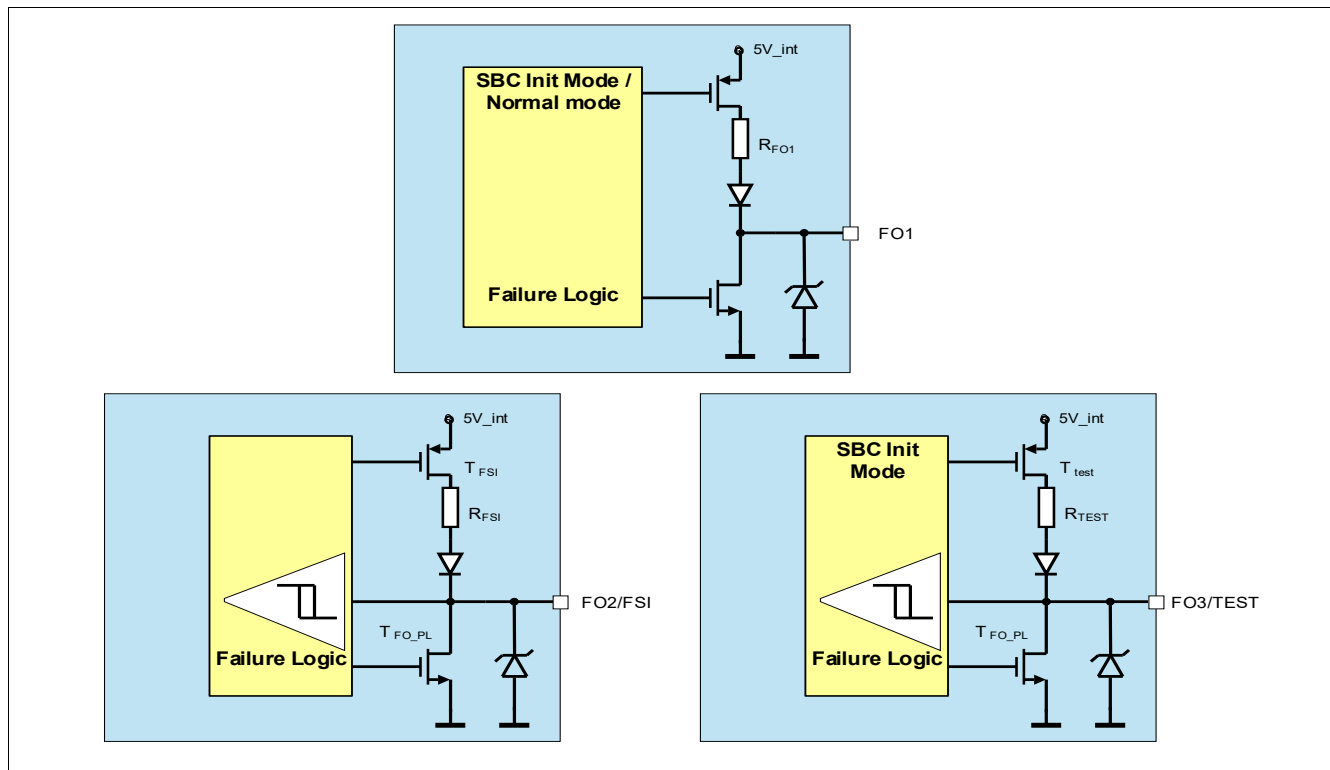 5V_int
SBC Init Mode /
Normal mode
RFO1
FO1
Failure Logic
5V_int
TFSI
RFSI
FO2/FSI
TFO_PL
Failure Logic
5V_int
SBC Init
Mode
Ttest
RTEST
FO3/TEST
TFO_PL
Failure Logic